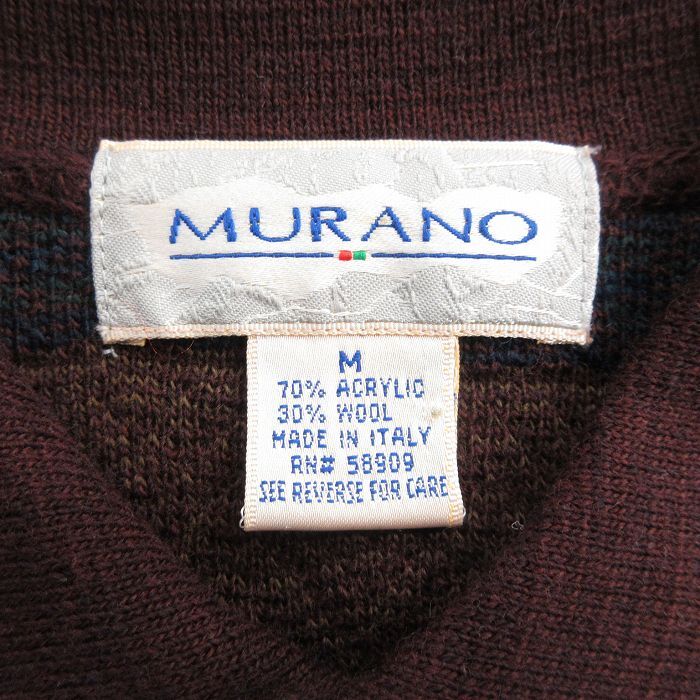 MURANO
M
70% ACRYLIC
30% WOOL
MADE IN ITALY
RN# 58909
SEE REVERSE FOR CARE